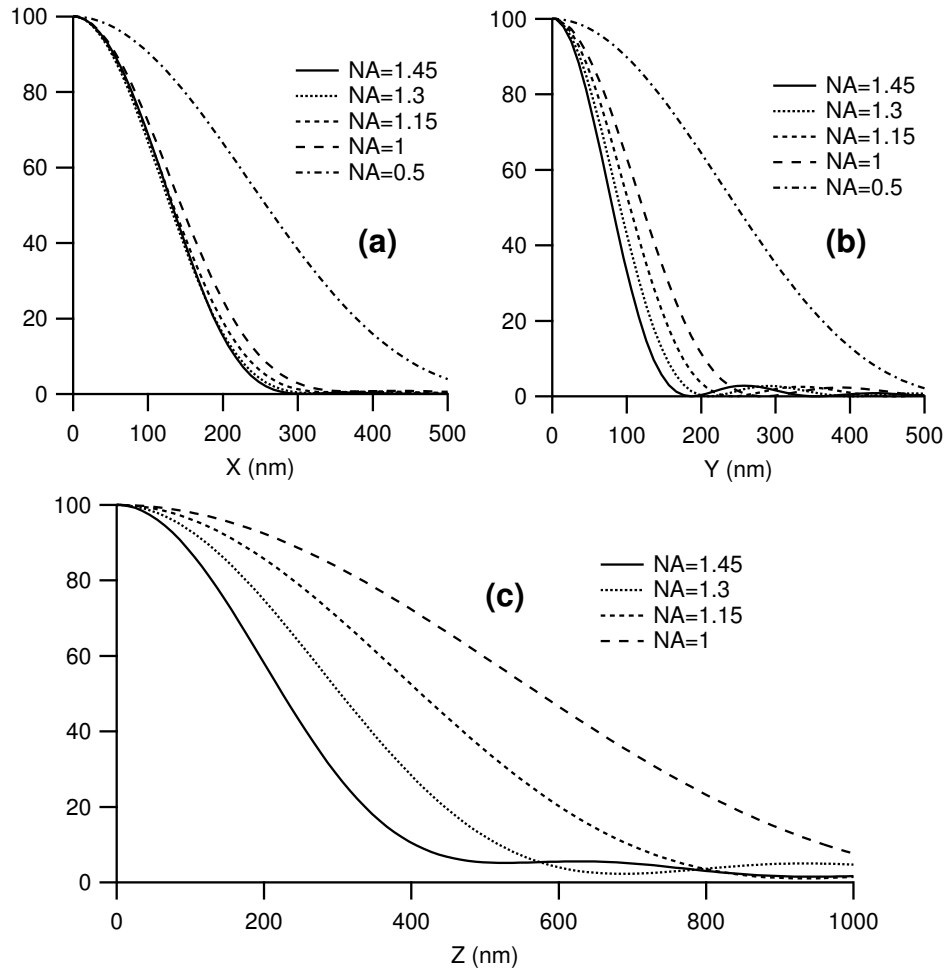 100
80
60
40
20
0
0 100 200 300 400 500
X (nm)
NA=1.45
NA=1.3
NA=1.15
NA=1
NA=0.5
(a)
100
80
60
40
20
0
0 100 200 300 400 500
Y (nm)
NA=1.45
NA=1.3
NA=1.15
NA=1
NA=0.5
(b)
100
80
60
40
20
0
0 200 400 600 800 1000
Z (nm)
NA=1.45
NA=1.3
NA=1.15
NA=1
(c)